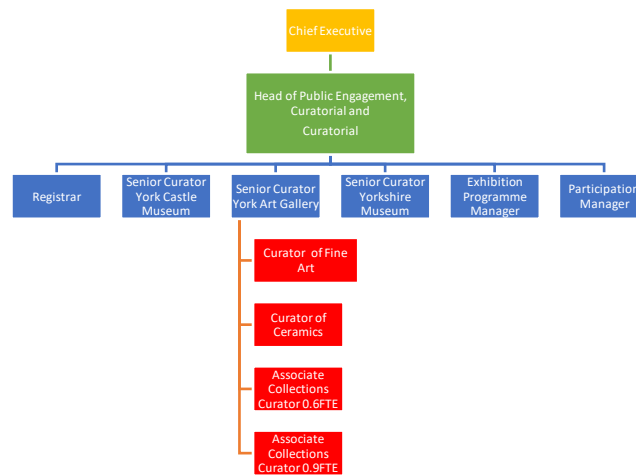 Chief Executive
Head of Public Engagement,
Curatorial and
Curatorial
Registrar
Senior Curator
York Castle
Museum
Senior Curator
York Art Gallery
Senior Curator
Yorkshire
Museum
Exhibition
Programme
Manager
Participation
Manager
Curator of Fine
Art
Curator of
Ceramics
Associate
Collections
Curator 0.6FTE
Associate
Collections
Curator 0.9FTE